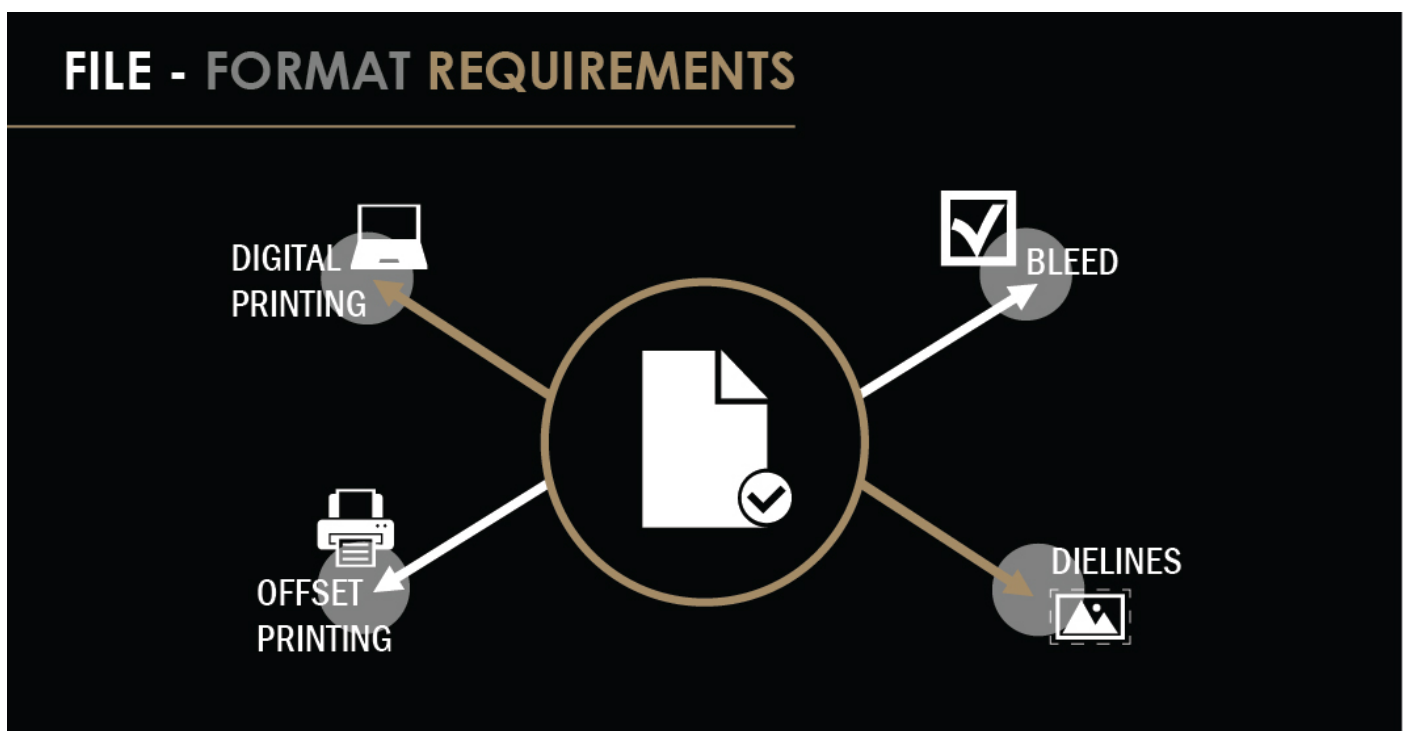 FILE - FORMAT REQUIREMENTS
DIGITAL
PRINTING
BLEED
OFFSET
PRINTING
DIELINES